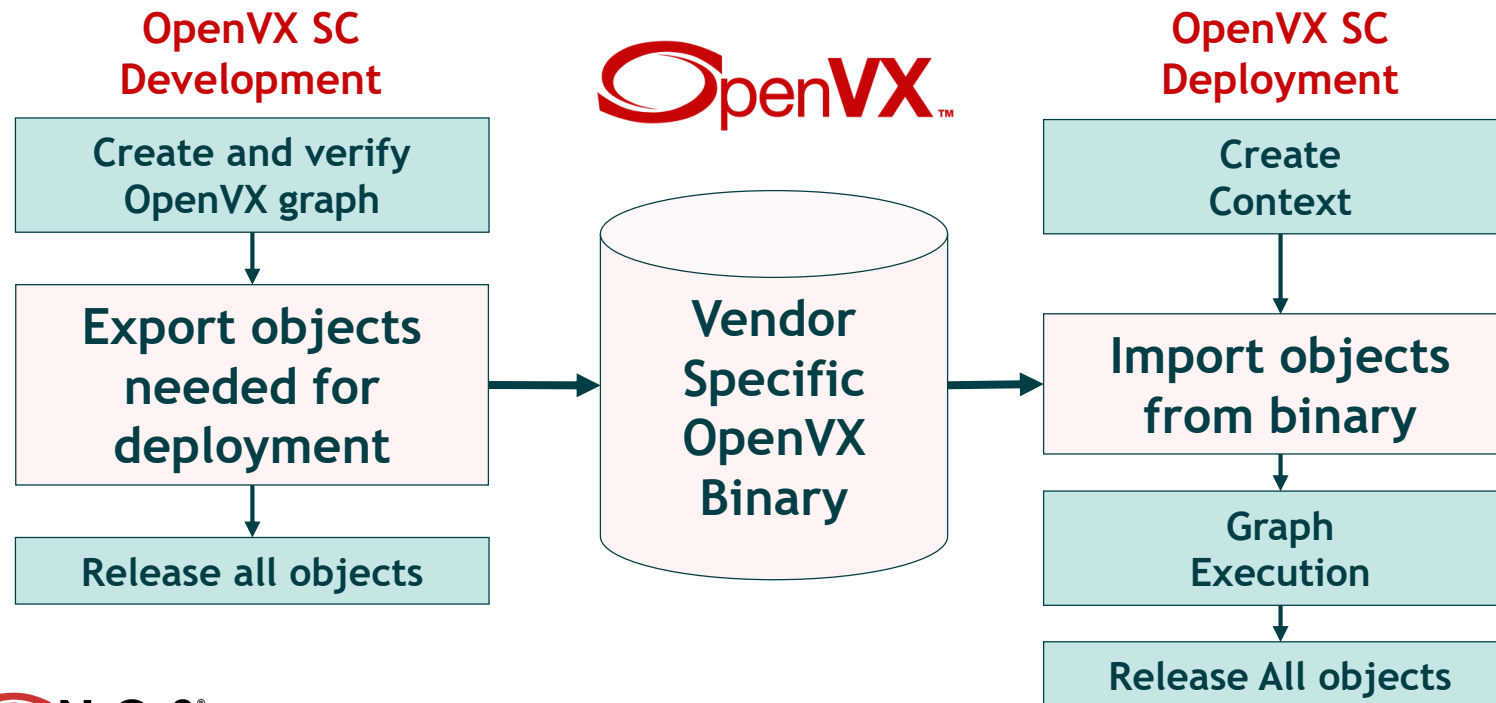 OpenVX SC
Development
Create and verify
OpenVX graph
Export objects
needed for
deployment
Release all objects
OpenVX™
Vendor
Specific
OpenVX
Binary
OpenVX SC
Deployment
Create
Context
Import objects
from binary
Graph
Execution
Release All objects